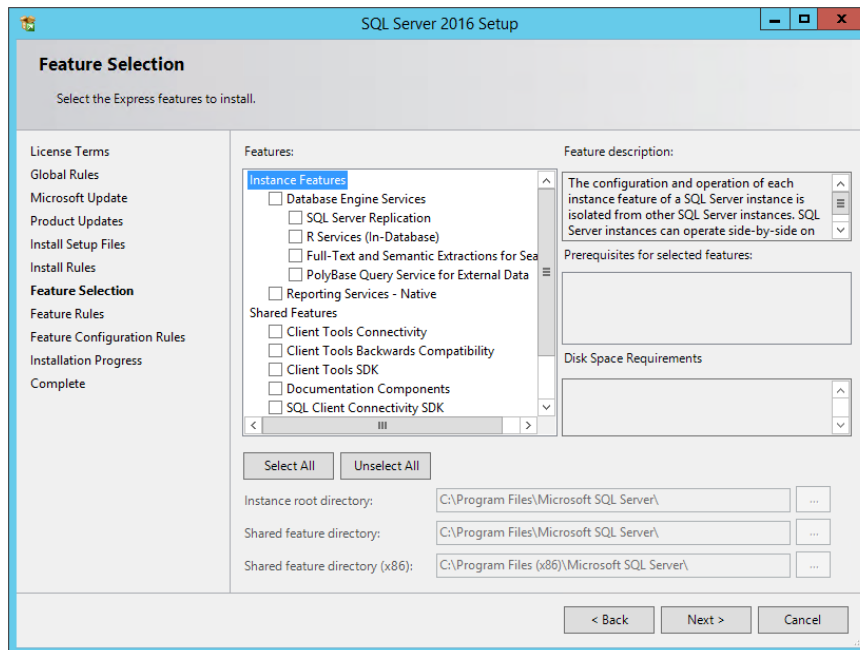 SQL Server 2016 Setup
Feature Selection
Select the Express features to install.
License Terms
Global Rules
Microsoft Update
Product Updates
Install Setup Files
Install Rules
Feature Selection
Feature Rules
Feature Configuration Rules
Installation Progress
Complete
Features:
Instance Features
Database Engine Services
SQL Server Replication
R Services (In-Database)
Full-Text and Semantic Extractions for Sea
PolyBase Query Service for External Data
Reporting Services - Native
Shared Features
Client Tools Connectivity
Client Tools Backwards Compatibility
Client Tools SDK
Documentation Components
SQL Client Connectivity SDK
Feature description:
The configuration and operation of each
instance feature of a SQL Server instance is
isolated from other SQL Server instances. SQL
Server instances can operate side-by-side on
Prerequisites for selected features:
Disk Space Requirements
Select All
Unselect All
Instance root directory:
C:\Program Files\Microsoft SQL Server\
...
Shared feature directory:
C:\Program Files\Microsoft SQL Server\
...
Shared feature directory (x86):
C:\Program Files (x86)\Microsoft SQL Server\
...
< Back
Next >
Cancel